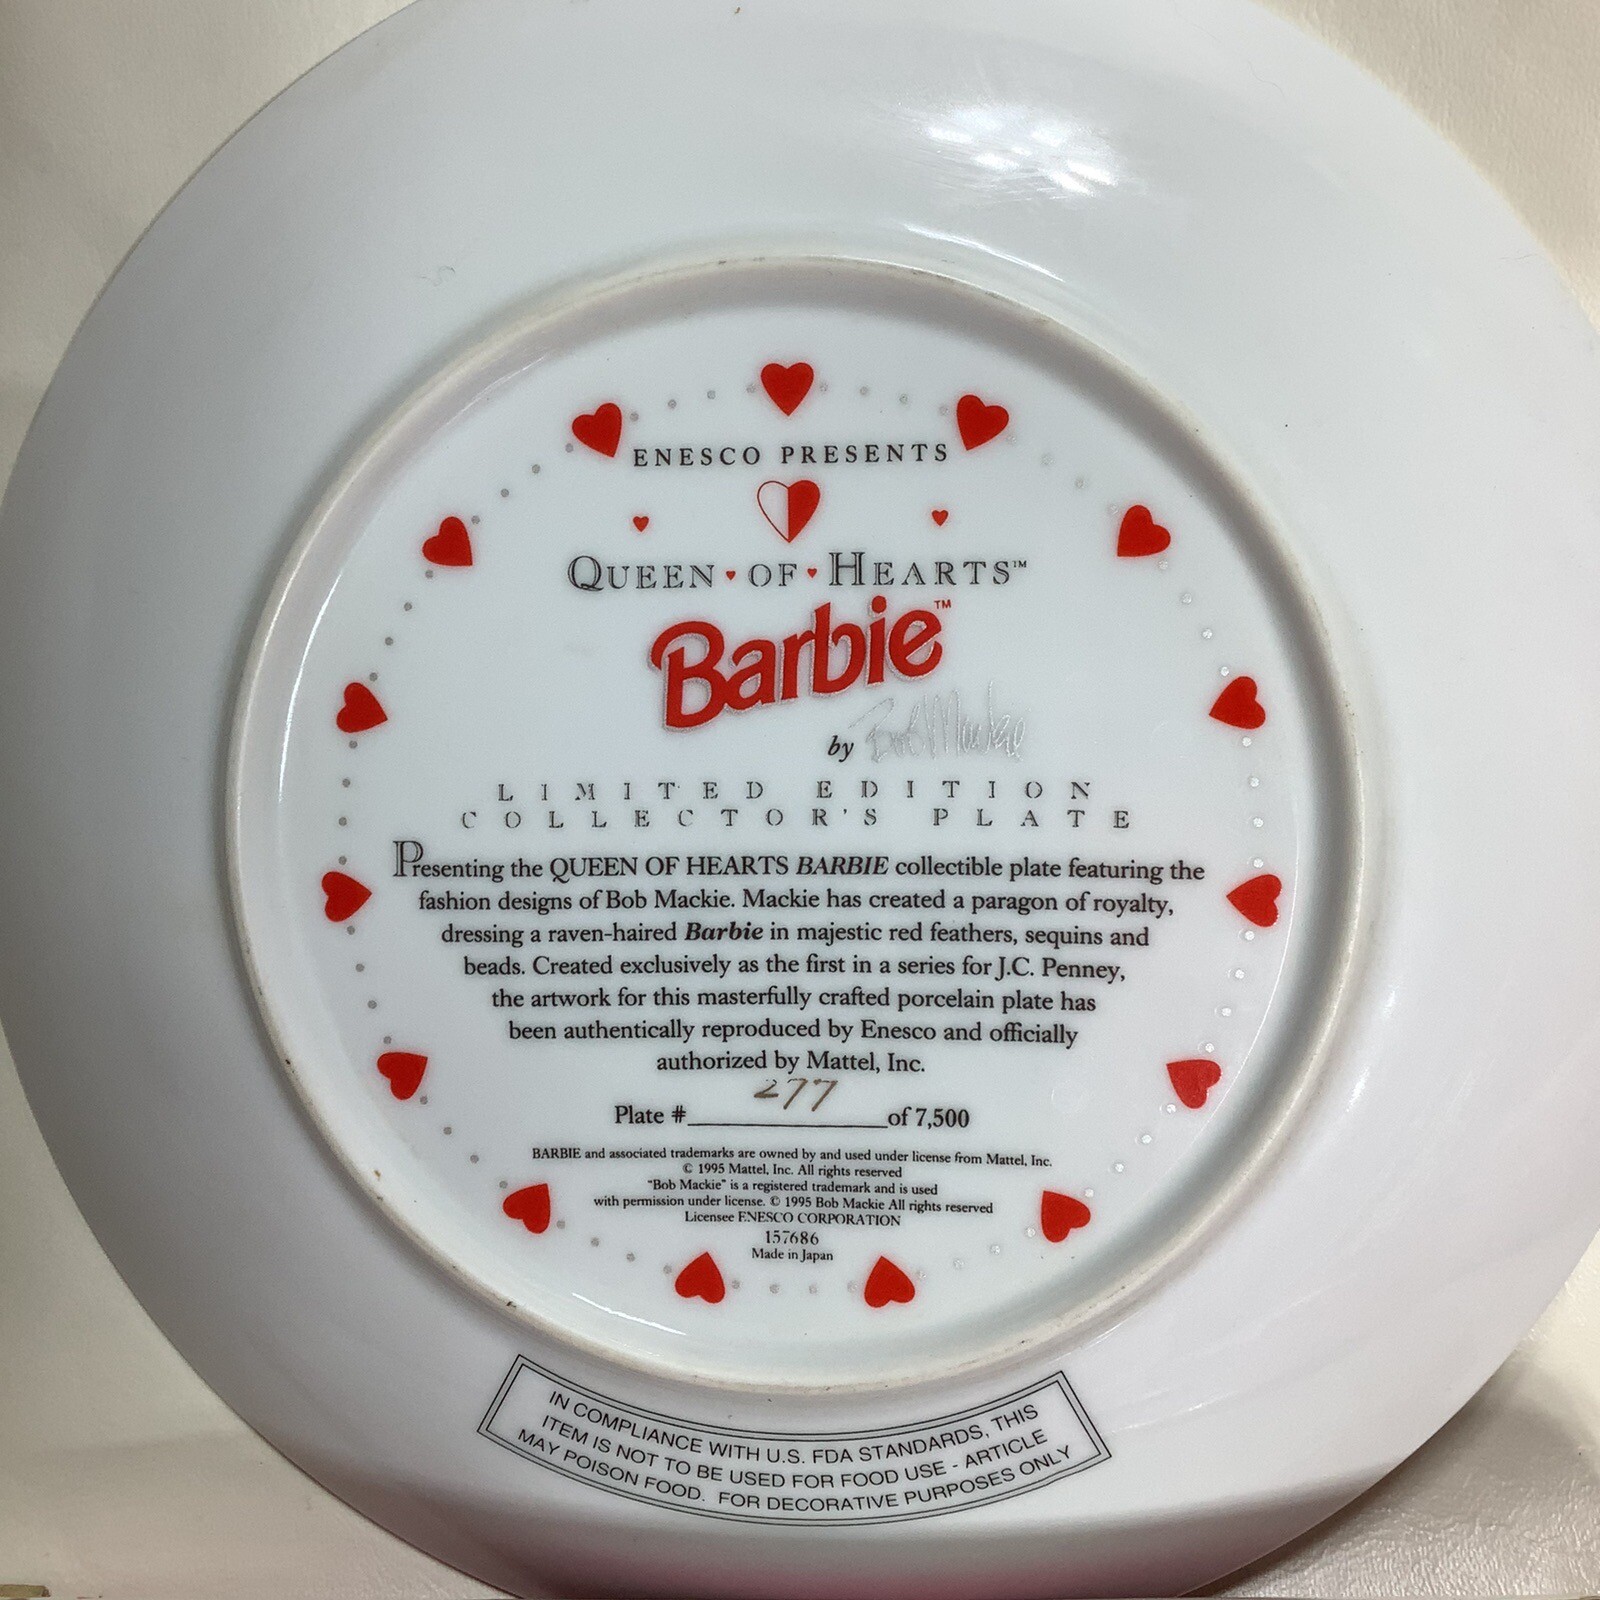 ENESCO PRESENTS
QUEEN OF HEARTS™
Barbie™
by Bob Mackie
LIMITED EDITION
COLLECTOR'S PLATE
Presenting the QUEEN OF HEARTS BARBIE collectible plate featuring the
fashion designs of Bob Mackie. Mackie has created a paragon of royalty,
dressing a raven-haired Barbie in majestic red feathers, sequins and
beads. Created exclusively as the first in a series for J.C. Penney,
the artwork for this masterfully crafted porcelain plate has
been authentically reproduced by Enesco and officially
authorized by Mattel, Inc.
Plate # 277 of 7,500
BARBIE and associated trademarks are owned by and used under license from Mattel, Inc.
© 1995 Mattel, Inc. All rights reserved
"Bob Mackie" is a registered trademark and is used
with permission under license. © 1995 Bob Mackie All rights reserved
Licensee ENESCO CORPORATION
157686
Made in Japan
IN COMPLIANCE WITH U.S. FDA STANDARDS, THIS
ITEM IS NOT TO BE USED FOR FOOD USE - ARTICLE
MAY POISON FOOD. FOR DECORATIVE PURPOSES ONLY